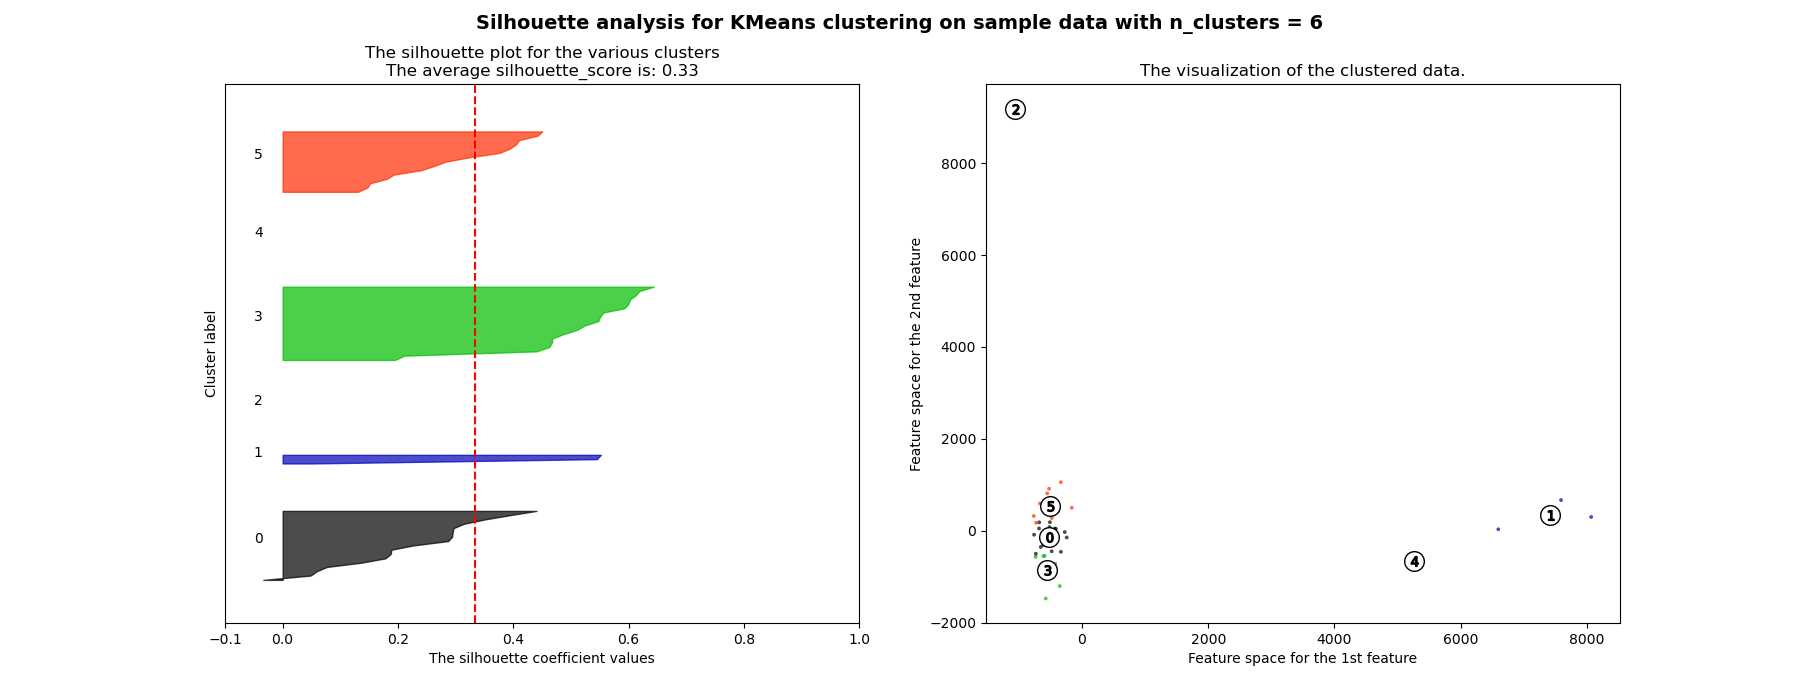 Silhouette analysis for KMeans clustering on sample data with n_clusters = 6
The silhouette plot for the various clusters
The average silhouette_score is: 0.33
5
4
3
2
1
0
Cluster label
−0.1 0.0 0.2 0.4 0.6 0.8 1.0
The silhouette coefficient values
The visualization of the clustered data.
2
5
0
3
1
4
8000
6000
4000
2000
0
−2000
Feature space for the 2nd feature
0 2000 4000 6000 8000
Feature space for the 1st feature